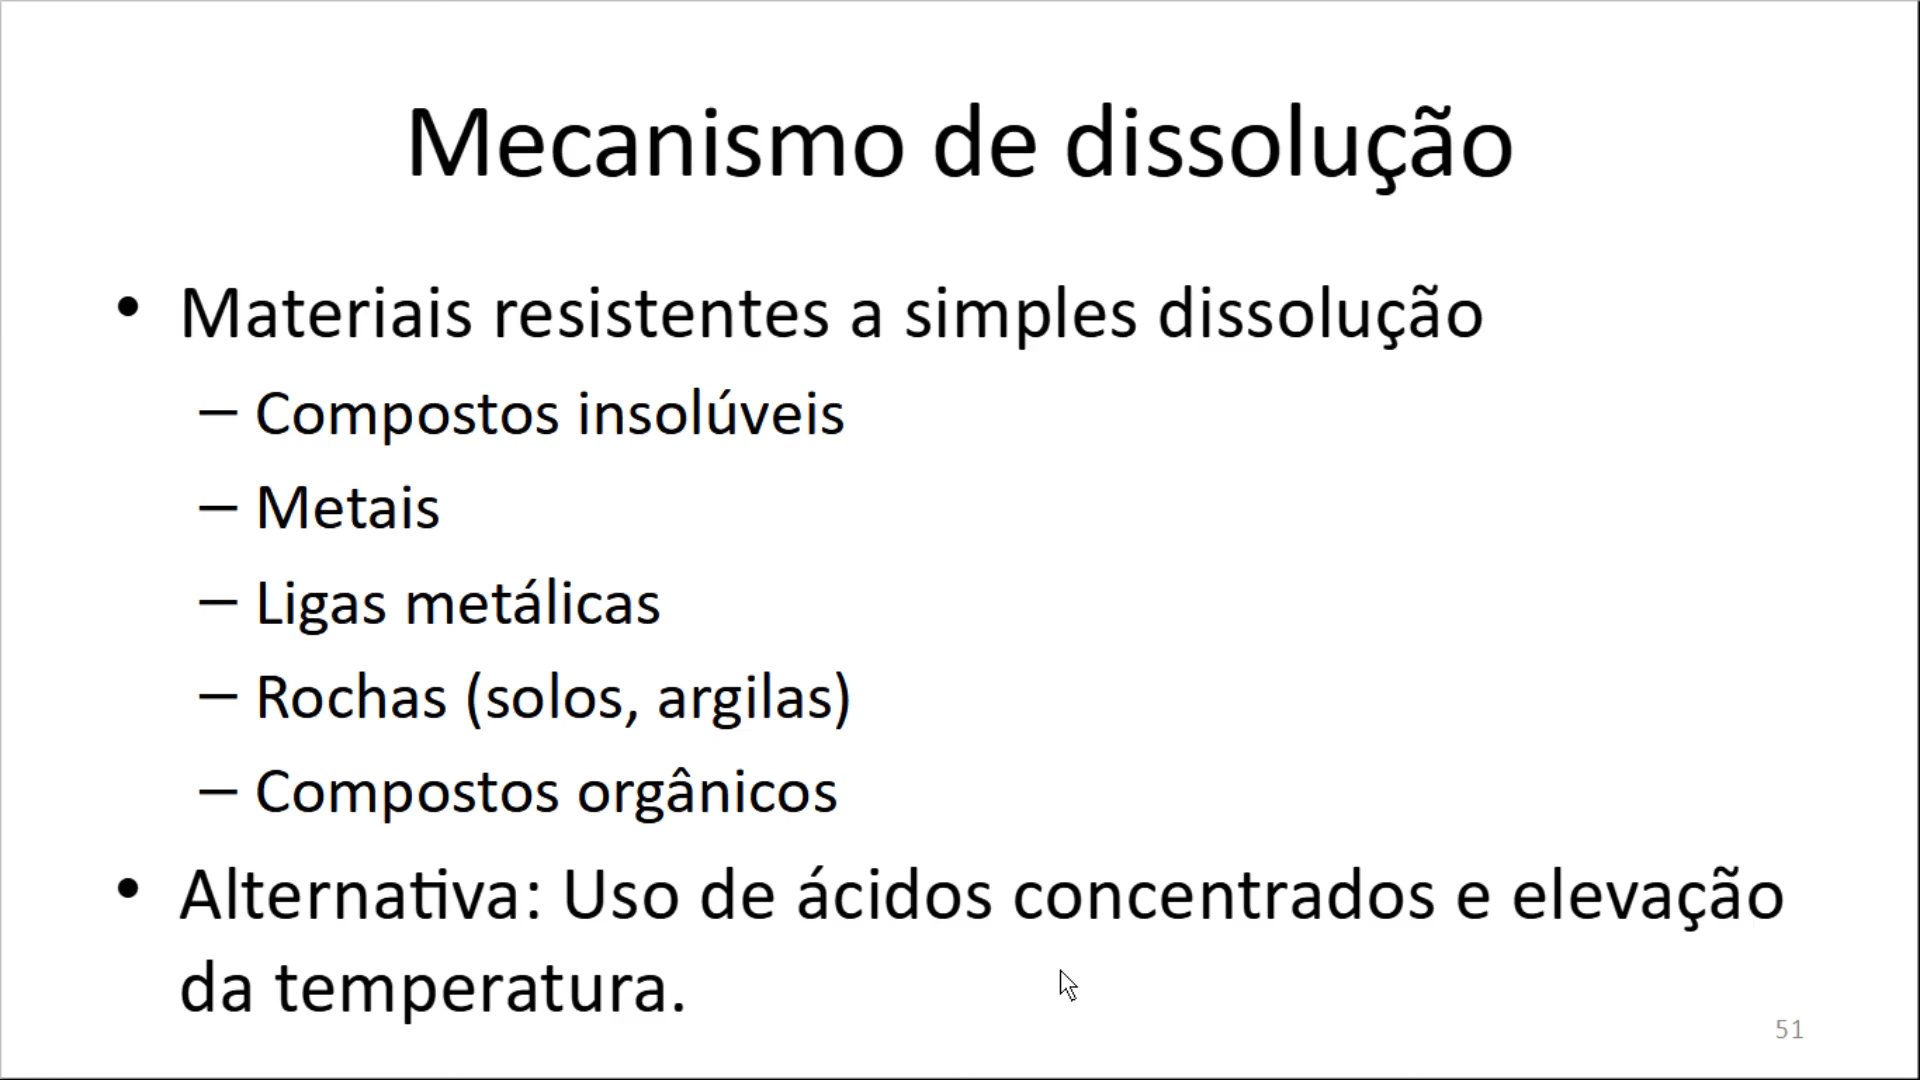 Mecanismo de dissolução
• Materiais resistentes a simples dissolução
– Compostos insolúveis
– Metais
– Ligas metálicas
– Rochas (solos, argilas)
– Compostos orgânicos
• Alternativa: Uso de ácidos concentrados e elevação
da temperatura.
51